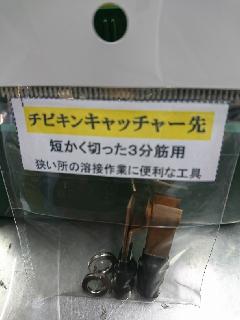 チビキンキャッチャー先
短かく切った3分筋用
狭い所の溶接作業に便利な工具